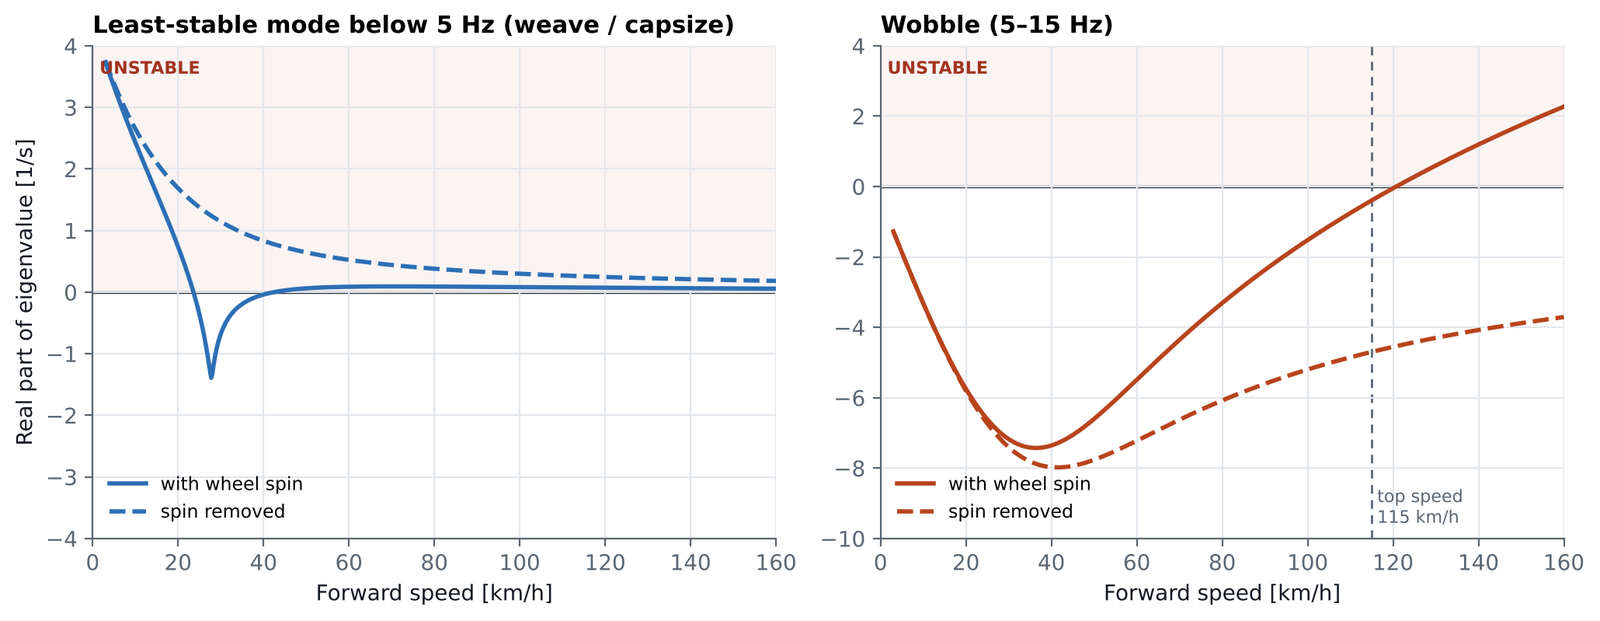 Least-stable mode below 5 Hz (weave / capsize)
UNSTABLE
4
3
2
1
0
−1
−2
−3
−4
Real part of eigenvalue [1/s]
with wheel spin
spin removed
0 20 40 60 80 100 120 140 160
Forward speed [km/h]
Wobble (5–15 Hz)
UNSTABLE
4
2
0
−2
−4
−6
−8
−10
with wheel spin
spin removed
top speed
115 km/h
0 20 40 60 80 100 120 140 160
Forward speed [km/h]